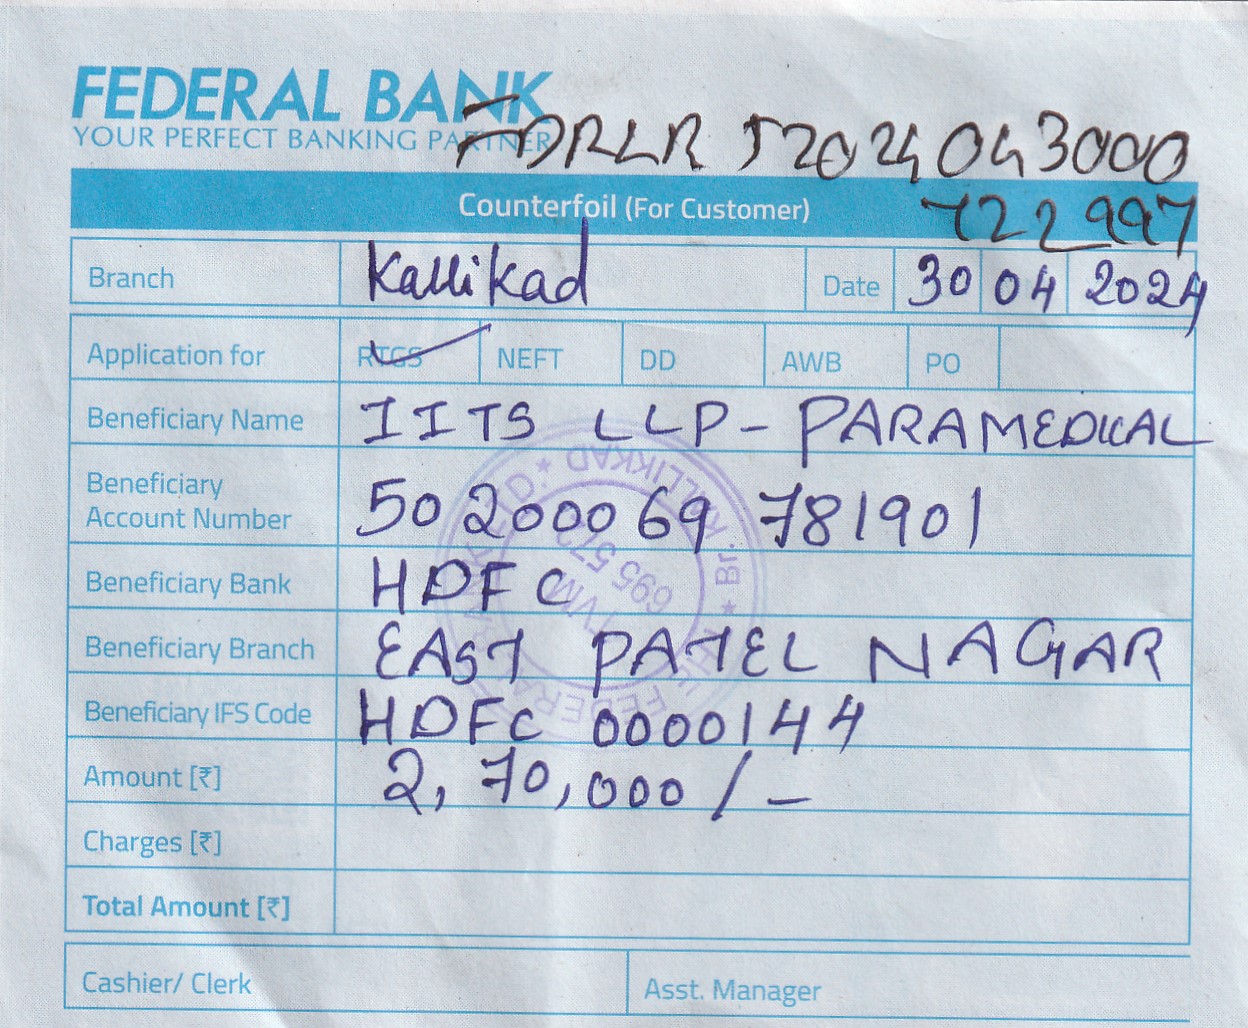 FEDERAL BANK
YOUR PERFECT BANKING PARTNER
FDRLR 52024043000
722997
Counterfoil (For Customer)
Branch Kallikad Date 30 04 2024
Application for RTGS NEFT DD AWB PO
Beneficiary Name IITS LLP - PARAMEDICAL
Beneficiary Account Number 50200069781901
Beneficiary Bank HDFC
Beneficiary Branch EAST PATEL NAGAR
Beneficiary IFS Code HDFC 0000144
Amount [₹] 2,70,000/-
Charges [₹]
Total Amount [₹]
Cashier/ Clerk Asst. Manager
FEDERAL BANK LTD. * Br. KALLIKKAD *
TVM
695 573